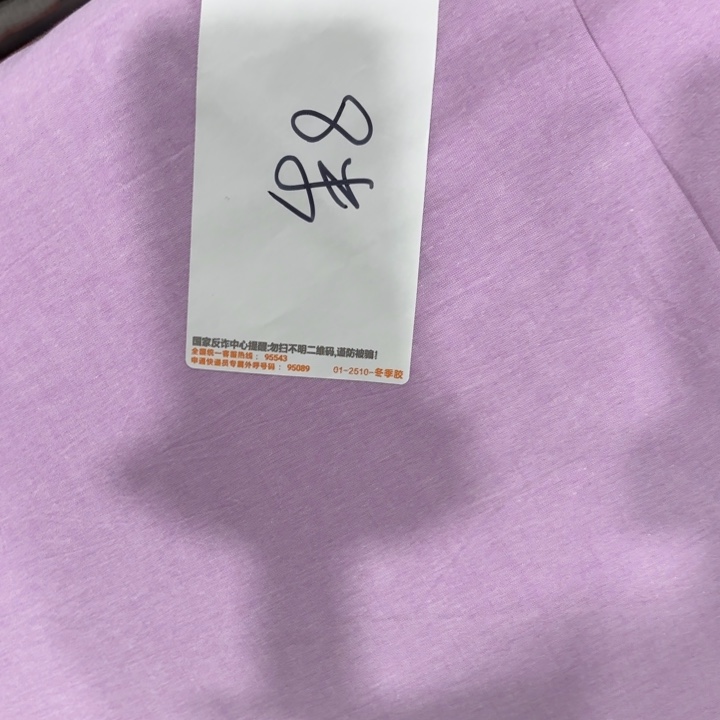 8
国家反诈中心提醒:勿扫不明二维码,谨防被骗!
全国统一客服热线： 95543
申通快递员专属外呼号码： 95089
01-2510-冬季胶